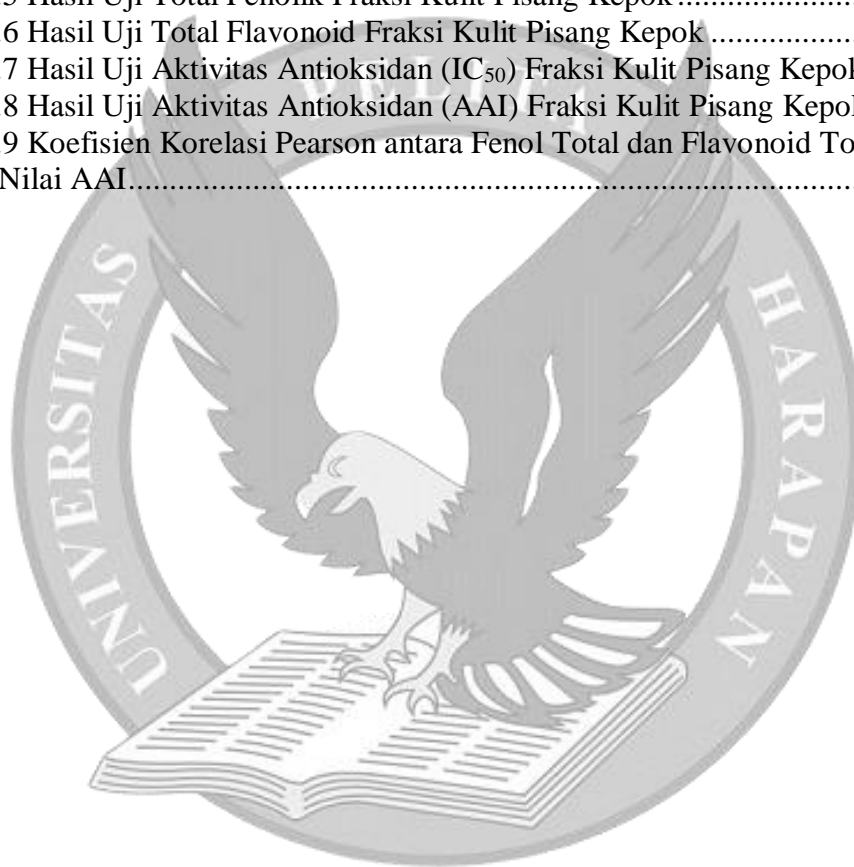 .5 Hasil Uji Total Fenolik Fraksi Kulit Pisang Kepok....................
.6 Hasil Uji Total Flavonoid Fraksi Kulit Pisang Kepok................
.7 Hasil Uji Aktivitas Antioksidan (IC₅₀) Fraksi Kulit Pisang Kepok
.8 Hasil Uji Aktivitas Antioksidan (AAI) Fraksi Kulit Pisang Kepok
.9 Koefisien Korelasi Pearson antara Fenol Total dan Flavonoid To
Nilai AAI..........................................................................................
UNIVERSITAS PELITA HARAPAN